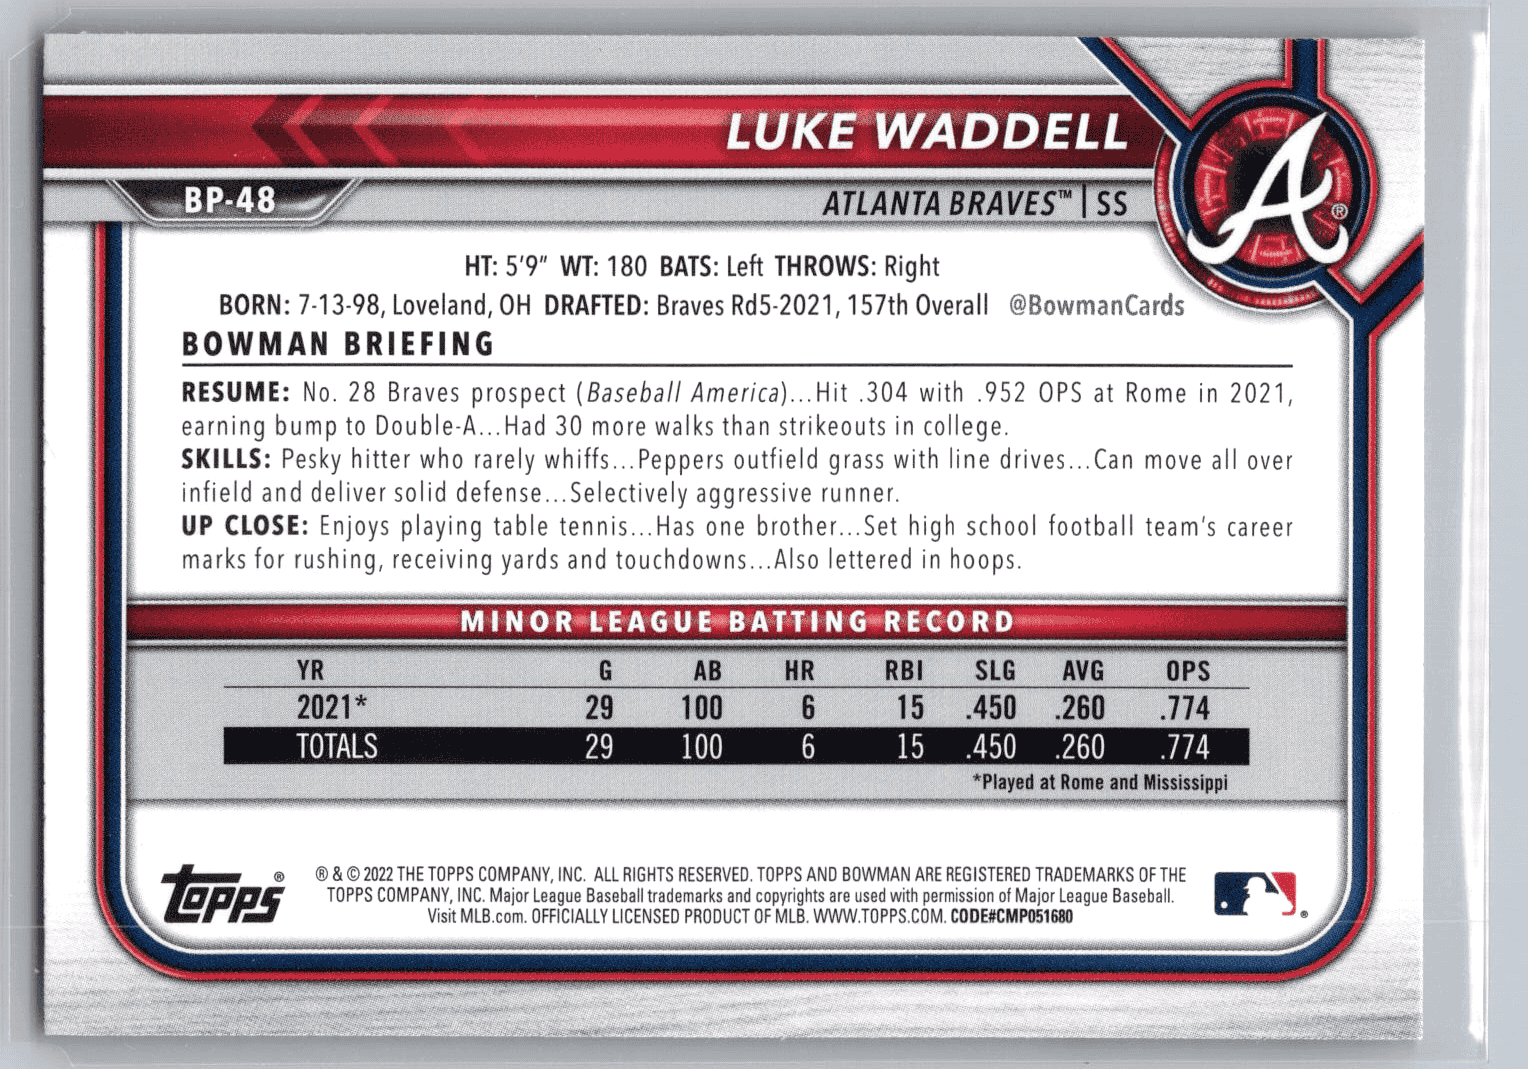 LUKE WADDELL
BP-48
ATLANTA BRAVES™ | SS
A®
HT: 5'9" WT: 180 BATS: Left THROWS: Right
BORN: 7-13-98, Loveland, OH DRAFTED: Braves Rd5-2021, 157th Overall @BowmanCards
BOWMAN BRIEFING
RESUME: No. 28 Braves prospect (Baseball America)...Hit .304 with .952 OPS at Rome in 2021,
earning bump to Double-A...Had 30 more walks than strikeouts in college.
SKILLS: Pesky hitter who rarely whiffs...Peppers outfield grass with line drives...Can move all over
infield and deliver solid defense...Selectively aggressive runner.
UP CLOSE: Enjoys playing table tennis...Has one brother...Set high school football team's career
marks for rushing, receiving yards and touchdowns...Also lettered in hoops.
MINOR LEAGUE BATTING RECORD
YR G AB HR RBI SLG AVG OPS
2021* 29 100 6 15 .450 .260 .774
TOTALS 29 100 6 15 .450 .260 .774
*Played at Rome and Mississippi
TOPPS®
® & © 2022 THE TOPPS COMPANY, INC. ALL RIGHTS RESERVED. TOPPS AND BOWMAN ARE REGISTERED TRADEMARKS OF THE
TOPPS COMPANY, INC. Major League Baseball trademarks and copyrights are used with permission of Major League Baseball.
Visit MLB.com. OFFICIALLY LICENSED PRODUCT OF MLB. WWW.TOPPS.COM. CODE#CMP051680
®